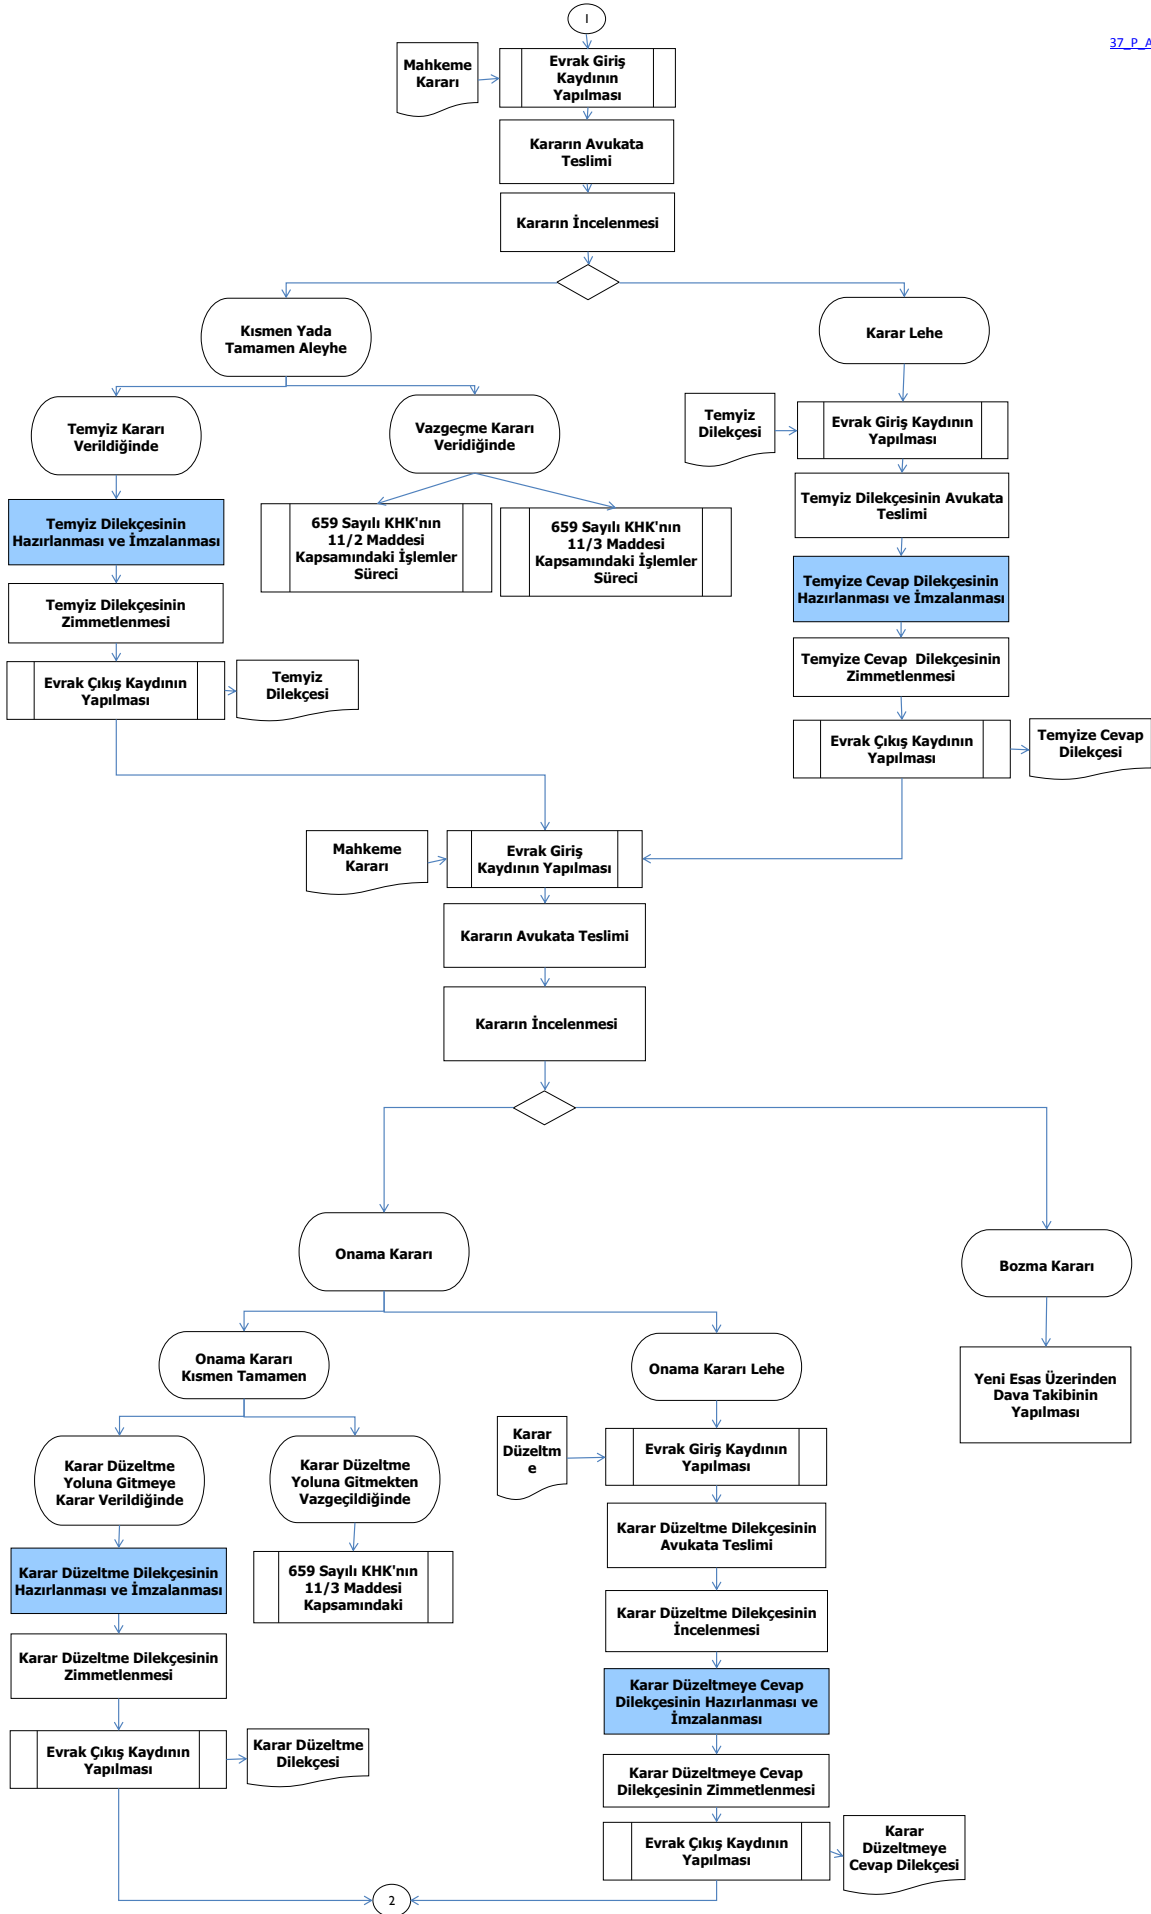 1
37_P_A
Mahkeme
Kararı
Evrak Giriş
Kaydının
Yapılması
Kararın Avukata
Teslimi
Kararın İncelenmesi
Kısmen Yada
Tamamen Aleyhe
Karar Lehe
Temyiz Kararı
Verildiğinde
Vazgeçme Kararı
Veridiğinde
Temyiz
Dilekçesi
Evrak Giriş Kaydının
Yapılması
Temyiz Dilekçesinin
Hazırlanması ve İmzalanması
659 Sayılı KHK'nın
11/2 Maddesi
Kapsamındaki İşlemler
Süreci
659 Sayılı KHK'nın
11/3 Maddesi
Kapsamındaki İşlemler
Süreci
Temyiz Dilekçesinin Avukata
Teslimi
Temyize Cevap Dilekçesinin
Hazırlanması ve İmzalanması
Temyiz Dilekçesinin
Zimmetlenmesi
Temyize Cevap  Dilekçesinin
Zimmetlenmesi
Evrak Çıkış Kaydının
Yapılması
Temyiz
Dilekçesi
Evrak Çıkış Kaydının
Yapılması
Temyize Cevap
Dilekçesi
Mahkeme
Kararı
Evrak Giriş
Kaydının Yapılması
Kararın Avukata Teslimi
Kararın İncelenmesi
Onama Kararı
Bozma Kararı
Onama Kararı
Kısmen Tamamen
Onama Kararı Lehe
Yeni Esas Üzerinden
Dava Takibinin
Yapılması
Karar Düzeltme
Yoluna Gitmeye
Karar Verildiğinde
Karar Düzeltme
Yoluna Gitmekten
Vazgeçildiğinde
Karar
Düzeltm
e
Evrak Giriş Kaydının
Yapılması
Karar Düzeltme Dilekçesinin
Avukata Teslimi
Karar Düzeltme Dilekçesinin
Hazırlanması ve İmzalanması
659 Sayılı KHK'nın
11/3 Maddesi
Kapsamındaki
Karar Düzeltme Dilekçesinin
İncelenmesi
Karar Düzeltme Dilekçesinin
Zimmetlenmesi
Karar Düzeltmeye Cevap
Dilekçesinin Hazırlanması ve
İmzalanması
Evrak Çıkış Kaydının
Yapılması
Karar Düzeltme
Dilekçesi
Karar Düzeltmeye Cevap
Dilekçesinin Zimmetlenmesi
Evrak Çıkış Kaydının
Yapılması
Karar
Düzeltmeye
Cevap Dilekçesi
2